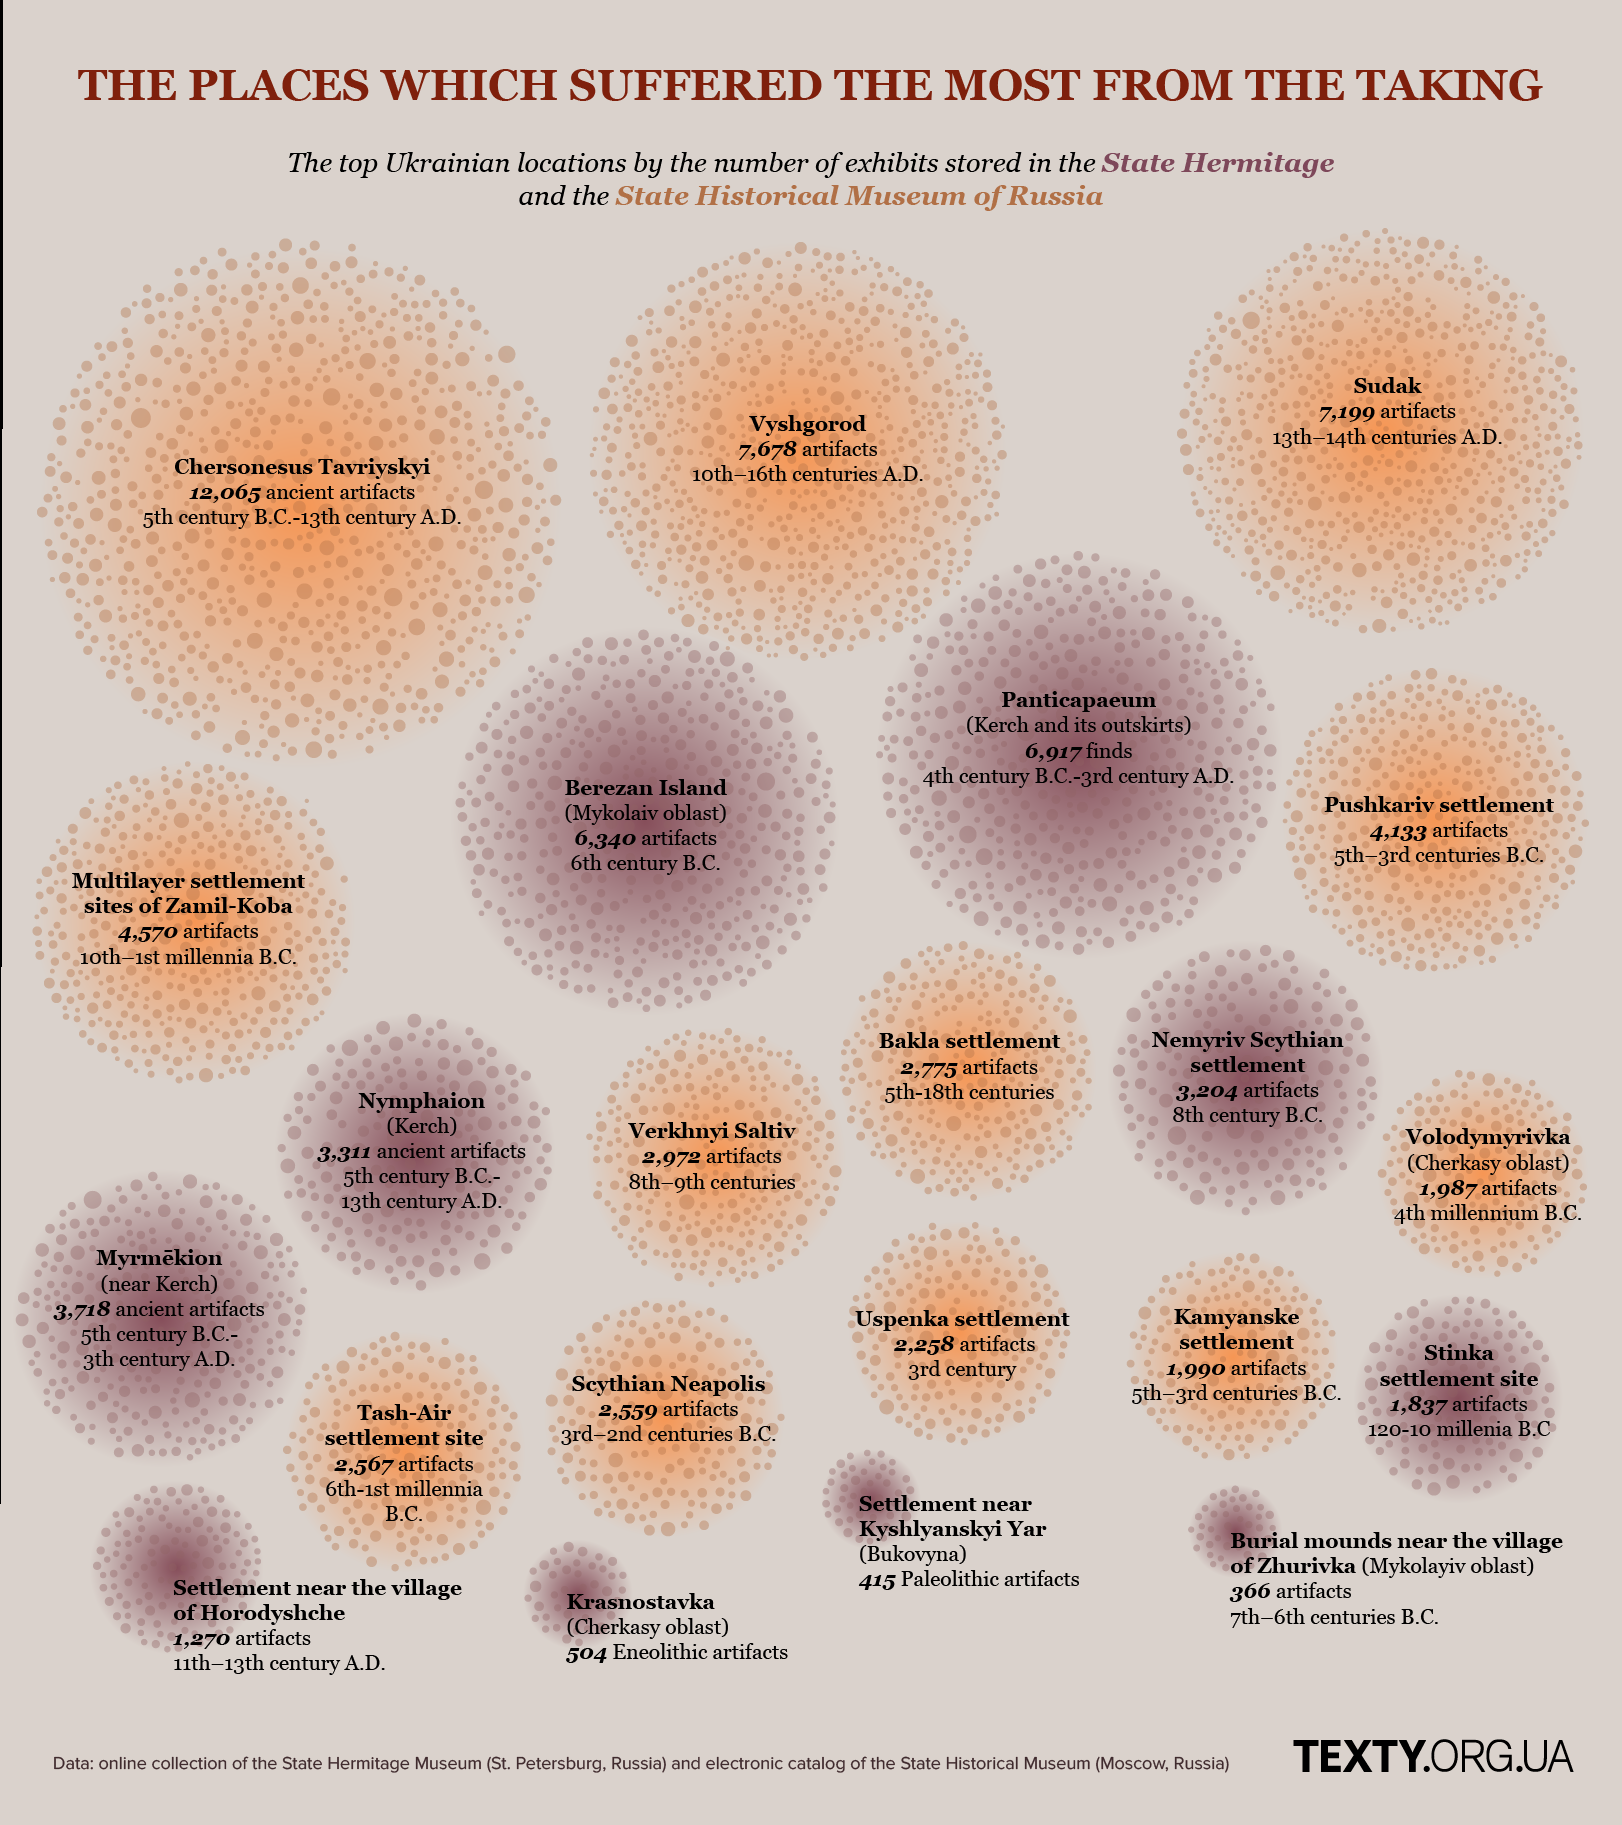 THE PLACES WHICH SUFFERED THE MOST FROM THE TAKING
The top Ukrainian locations by the number of exhibits stored in the State Hermitage
and the State Historical Museum of Russia
Chersonesus Tavriyskyi
12,065 ancient artifacts
5th century B.C.-13th century A.D.
Vyshgorod
7,678 artifacts
10th–16th centuries A.D.
Sudak
7,199 artifacts
13th–14th centuries A.D.
Berezan Island
(Mykolaiv oblast)
6,340 artifacts
6th century B.C.
Panticapaeum
(Kerch and its outskirts)
6,917 finds
4th century B.C.-3rd century A.D.
Pushkariv settlement
4,133 artifacts
5th–3rd centuries B.C.
Multilayer settlement
sites of Zamil-Koba
4,570 artifacts
10th–1st millennia B.C.
Nymphaion
(Kerch)
3,311 ancient artifacts
5th century B.C.-
13th century A.D.
Verkhnyi Saltiv
2,972 artifacts
8th–9th centuries
Bakla settlement
2,775 artifacts
5th-18th centuries
Nemyriv Scythian
settlement
3,204 artifacts
8th century B.C.
Volodymyrivka
(Cherkasy oblast)
1,987 artifacts
4th millennium B.C.
Myrmēkion
(near Kerch)
3,718 ancient artifacts
5th century B.C.-
3th century A.D.
Tash-Air
settlement site
2,567 artifacts
6th-1st millennia
B.C.
Scythian Neapolis
2,559 artifacts
3rd–2nd centuries B.C.
Uspenka settlement
2,258 artifacts
3rd century
Kamyanske
settlement
1,990 artifacts
5th–3rd centuries B.C.
Stinka
settlement site
1,837 artifacts
120-10 millenia B.C
Settlement near the village
of Horodyshche
1,270 artifacts
11th–13th century A.D.
Krasnostavka
(Cherkasy oblast)
504 Eneolithic artifacts
Settlement near
Kyshlyanskyi Yar
(Bukovyna)
415 Paleolithic artifacts
Burial mounds near the village
of Zhurivka (Mykolayiv oblast)
366 artifacts
7th–6th centuries B.C.
Data: online collection of the State Hermitage Museum (St. Petersburg, Russia) and electronic catalog of the State Historical Museum (Moscow, Russia)
TEXTY.ORG.UA